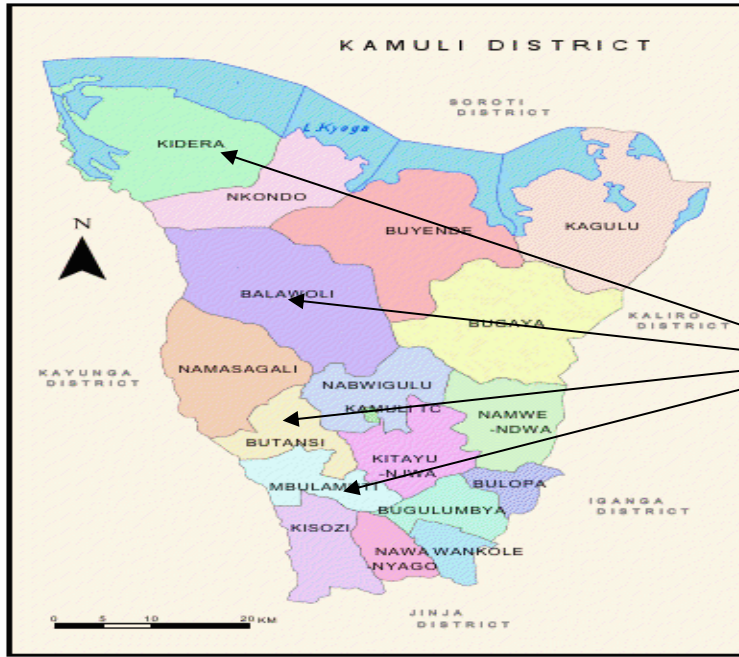 KAMULI DISTRICT
SOROTI
DISTRICT
L.Kyoga
KIDERA
NKONDO
N
BUYENDE
KAGULU
BALAWOLI
BUGAYA
KALIRO
DISTRICT
KAYUNGA
DISTRICT
NAMASAGALI
NABWIGULU
KAMULI TC
NAMWE
-NDWA
BUTANSI
KITAYU
-NJWA
MBULAMUTI
BULOPA
BUGULUMBYA
IGANGA
DISTRICT
KISOZI
NAWA
-NYAGO
WANKOLE
JINJA
DISTRICT
0 5 10 20 KM